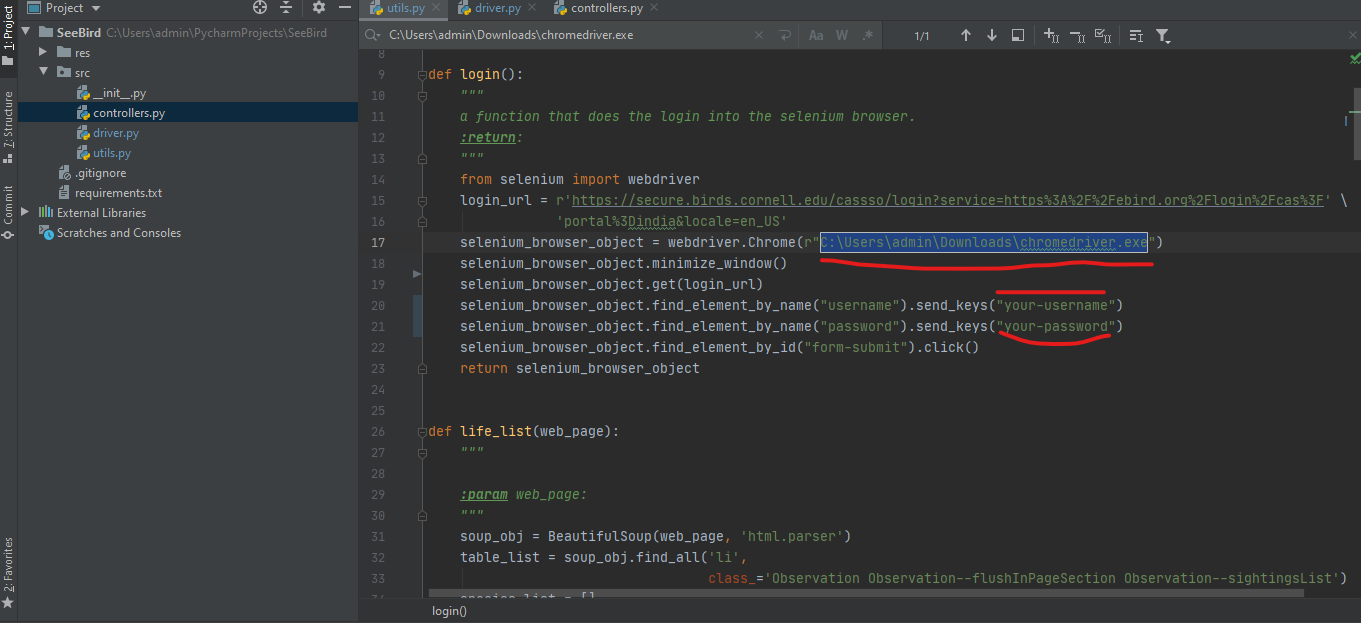 Project
utils.py
driver.py
controllers.py
SeeBird C:\Users\admin\PycharmProjects\SeeBird
res
src
__init__.py
controllers.py
driver.py
utils.py
.gitignore
requirements.txt
External Libraries
Scratches and Consoles
1: Project
7: Structure
Commit
2: Favorites
C:\Users\admin\Downloads\chromedriver.exe
Aa W .*
1/1
8
9 def login():
10 """
11 a function that does the login into the selenium browser.
12 :return:
13 """
14 from selenium import webdriver
15 login_url = r'https://secure.birds.cornell.edu/cassso/login?service=https%3A%2F%2Febird.org%2Flogin%2Fcas%3F' \
16 'portal%3Dindia&locale=en_US'
17 selenium_browser_object = webdriver.Chrome(r"C:\Users\admin\Downloads\chromedriver.exe")
18 selenium_browser_object.minimize_window()
19 selenium_browser_object.get(login_url)
20 selenium_browser_object.find_element_by_name("username").send_keys("your-username")
21 selenium_browser_object.find_element_by_name("password").send_keys("your-password")
22 selenium_browser_object.find_element_by_id("form-submit").click()
23 return selenium_browser_object
24
25
26 def life_list(web_page):
27 """
28
29 :param web_page:
30 """
31 soup_obj = BeautifulSoup(web_page, 'html.parser')
32 table_list = soup_obj.find_all('li',
33 class_='Observation Observation--flushInPageSection Observation--sightingsList')
login()